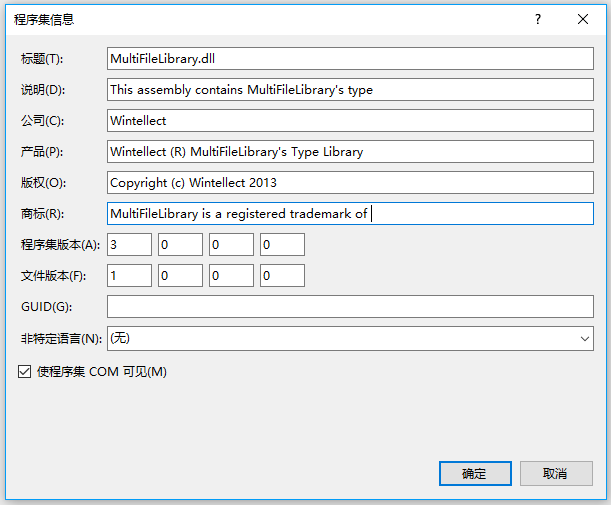 程序集信息 ?
标题(T): MultiFileLibrary.dll
说明(D): This assembly contains MultiFileLibrary's type
公司(C): Wintellect
产品(P): Wintellect (R) MultiFileLibrary's Type Library
版权(O): Copyright (c) Wintellect 2013
商标(R): MultiFileLibrary is a registered trademark of
程序集版本(A): 3 0 0 0
文件版本(F): 1 0 0 0
GUID(G):
非特定语言(N): (无)
使程序集 COM 可见(M)
确定 取消